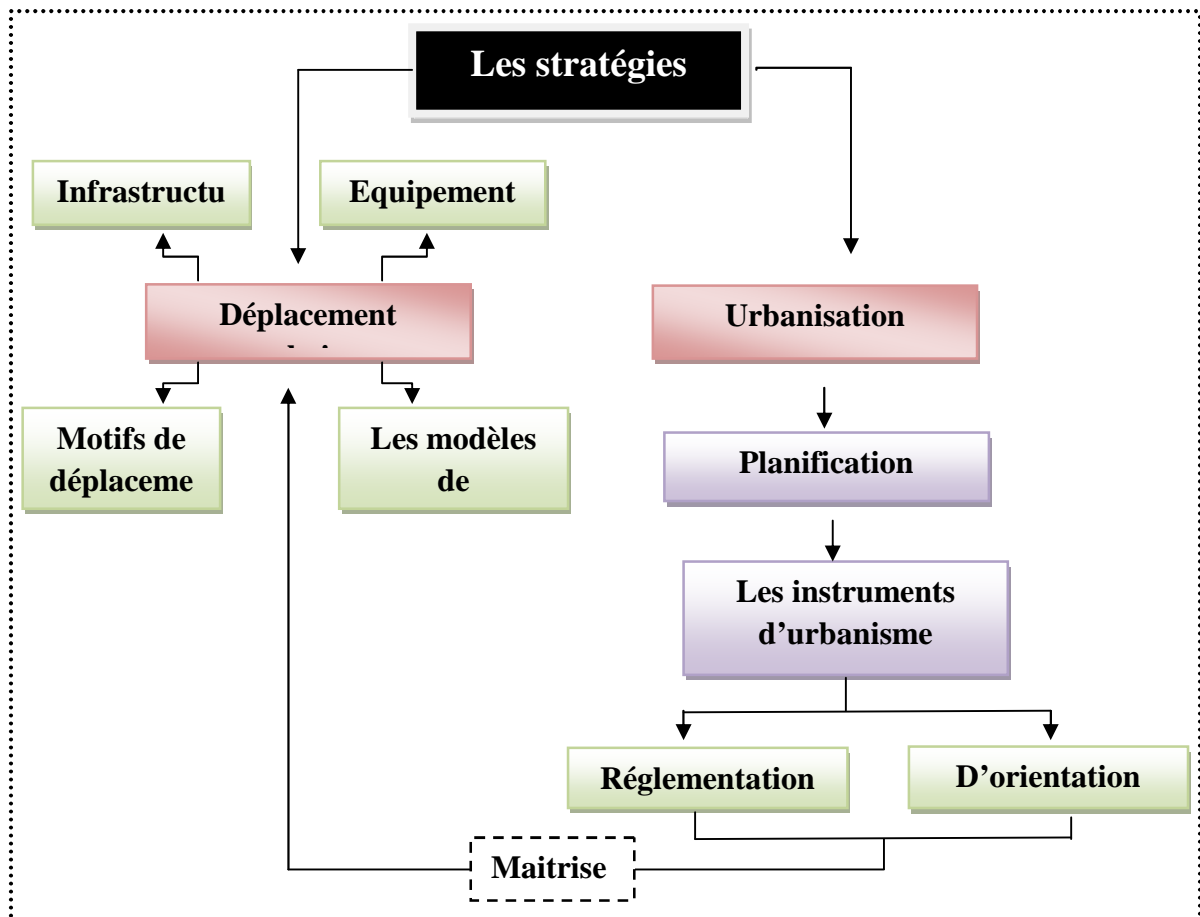 Les stratégies
Infrastructu
Equipement
Déplacement
Urbanisation
Motifs de
déplaceme
Les modèles
de
Planification
Les instruments
d’urbanisme
Réglementation
D’orientation
Maitrise